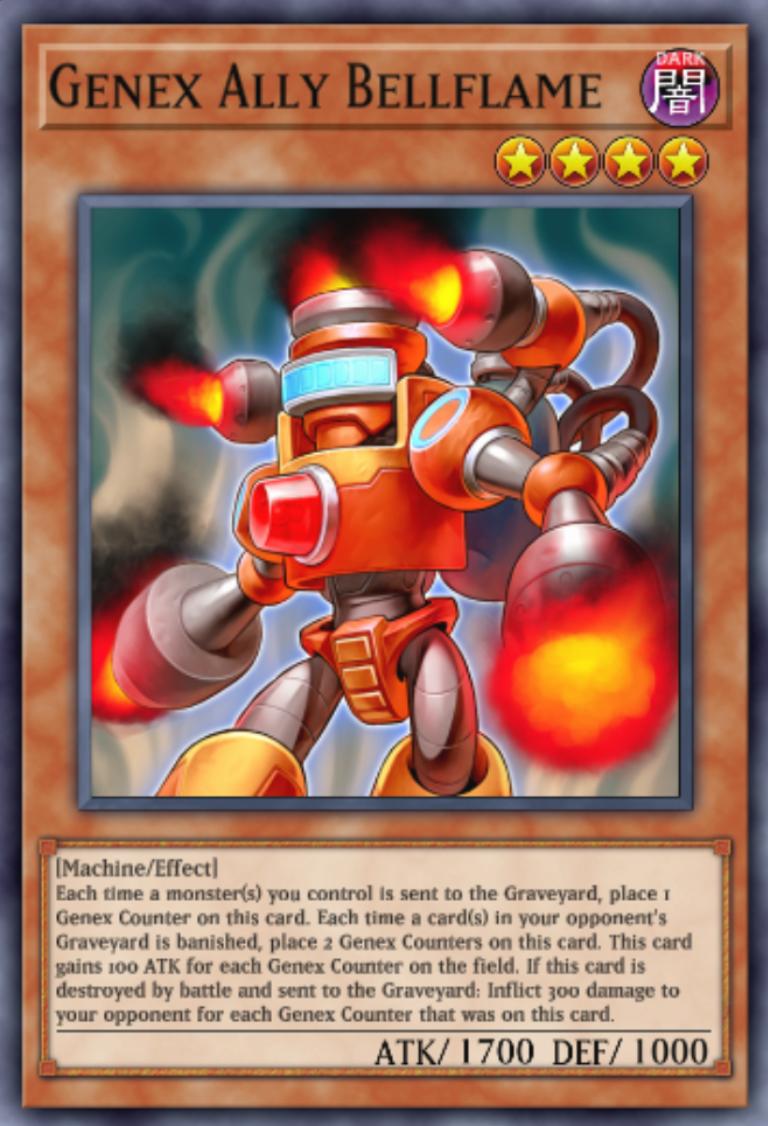 GENEX ALLY BELLFLAME
DARK
闇
[Machine/Effect]
Each time a monster(s) you control is sent to the Graveyard, place 1
Genex Counter on this card. Each time a card(s) in your opponent's
Graveyard is banished, place 2 Genex Counters on this card. This card
gains 100 ATK for each Genex Counter on the field. If this card is
destroyed by battle and sent to the Graveyard: Inflict 300 damage to
your opponent for each Genex Counter that was on this card.
ATK/ 1700 DEF/ 1000